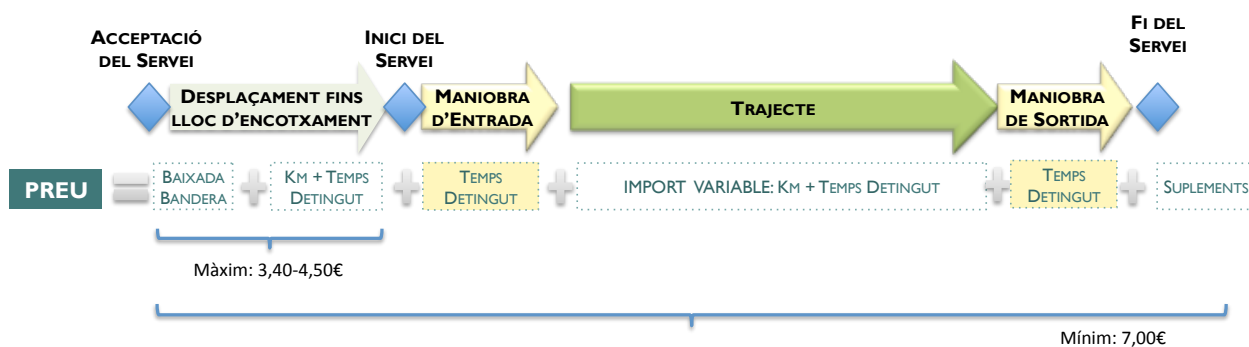 ACCEPTACIÓ
DEL SERVEI
INICI DEL
SERVEI
FI DEL
SERVEI
DESPLAÇAMENT FINS
LLOC D'ENCOTXAMENT
MANIOBRA
D'ENTRADA
TRAJECTE
MANIOBRA
DE SORTIDA
PREU
=
BAIXADA
BANDERA
+
KM + TEMPS
DETINGUT
+
TEMPS
DETINGUT
+
IMPORT VARIABLE: KM + TEMPS DETINGUT
+
TEMPS
DETINGUT
+
SUPLEMENTS
Màxim: 3,40-4,50€
Mínim: 7,00€